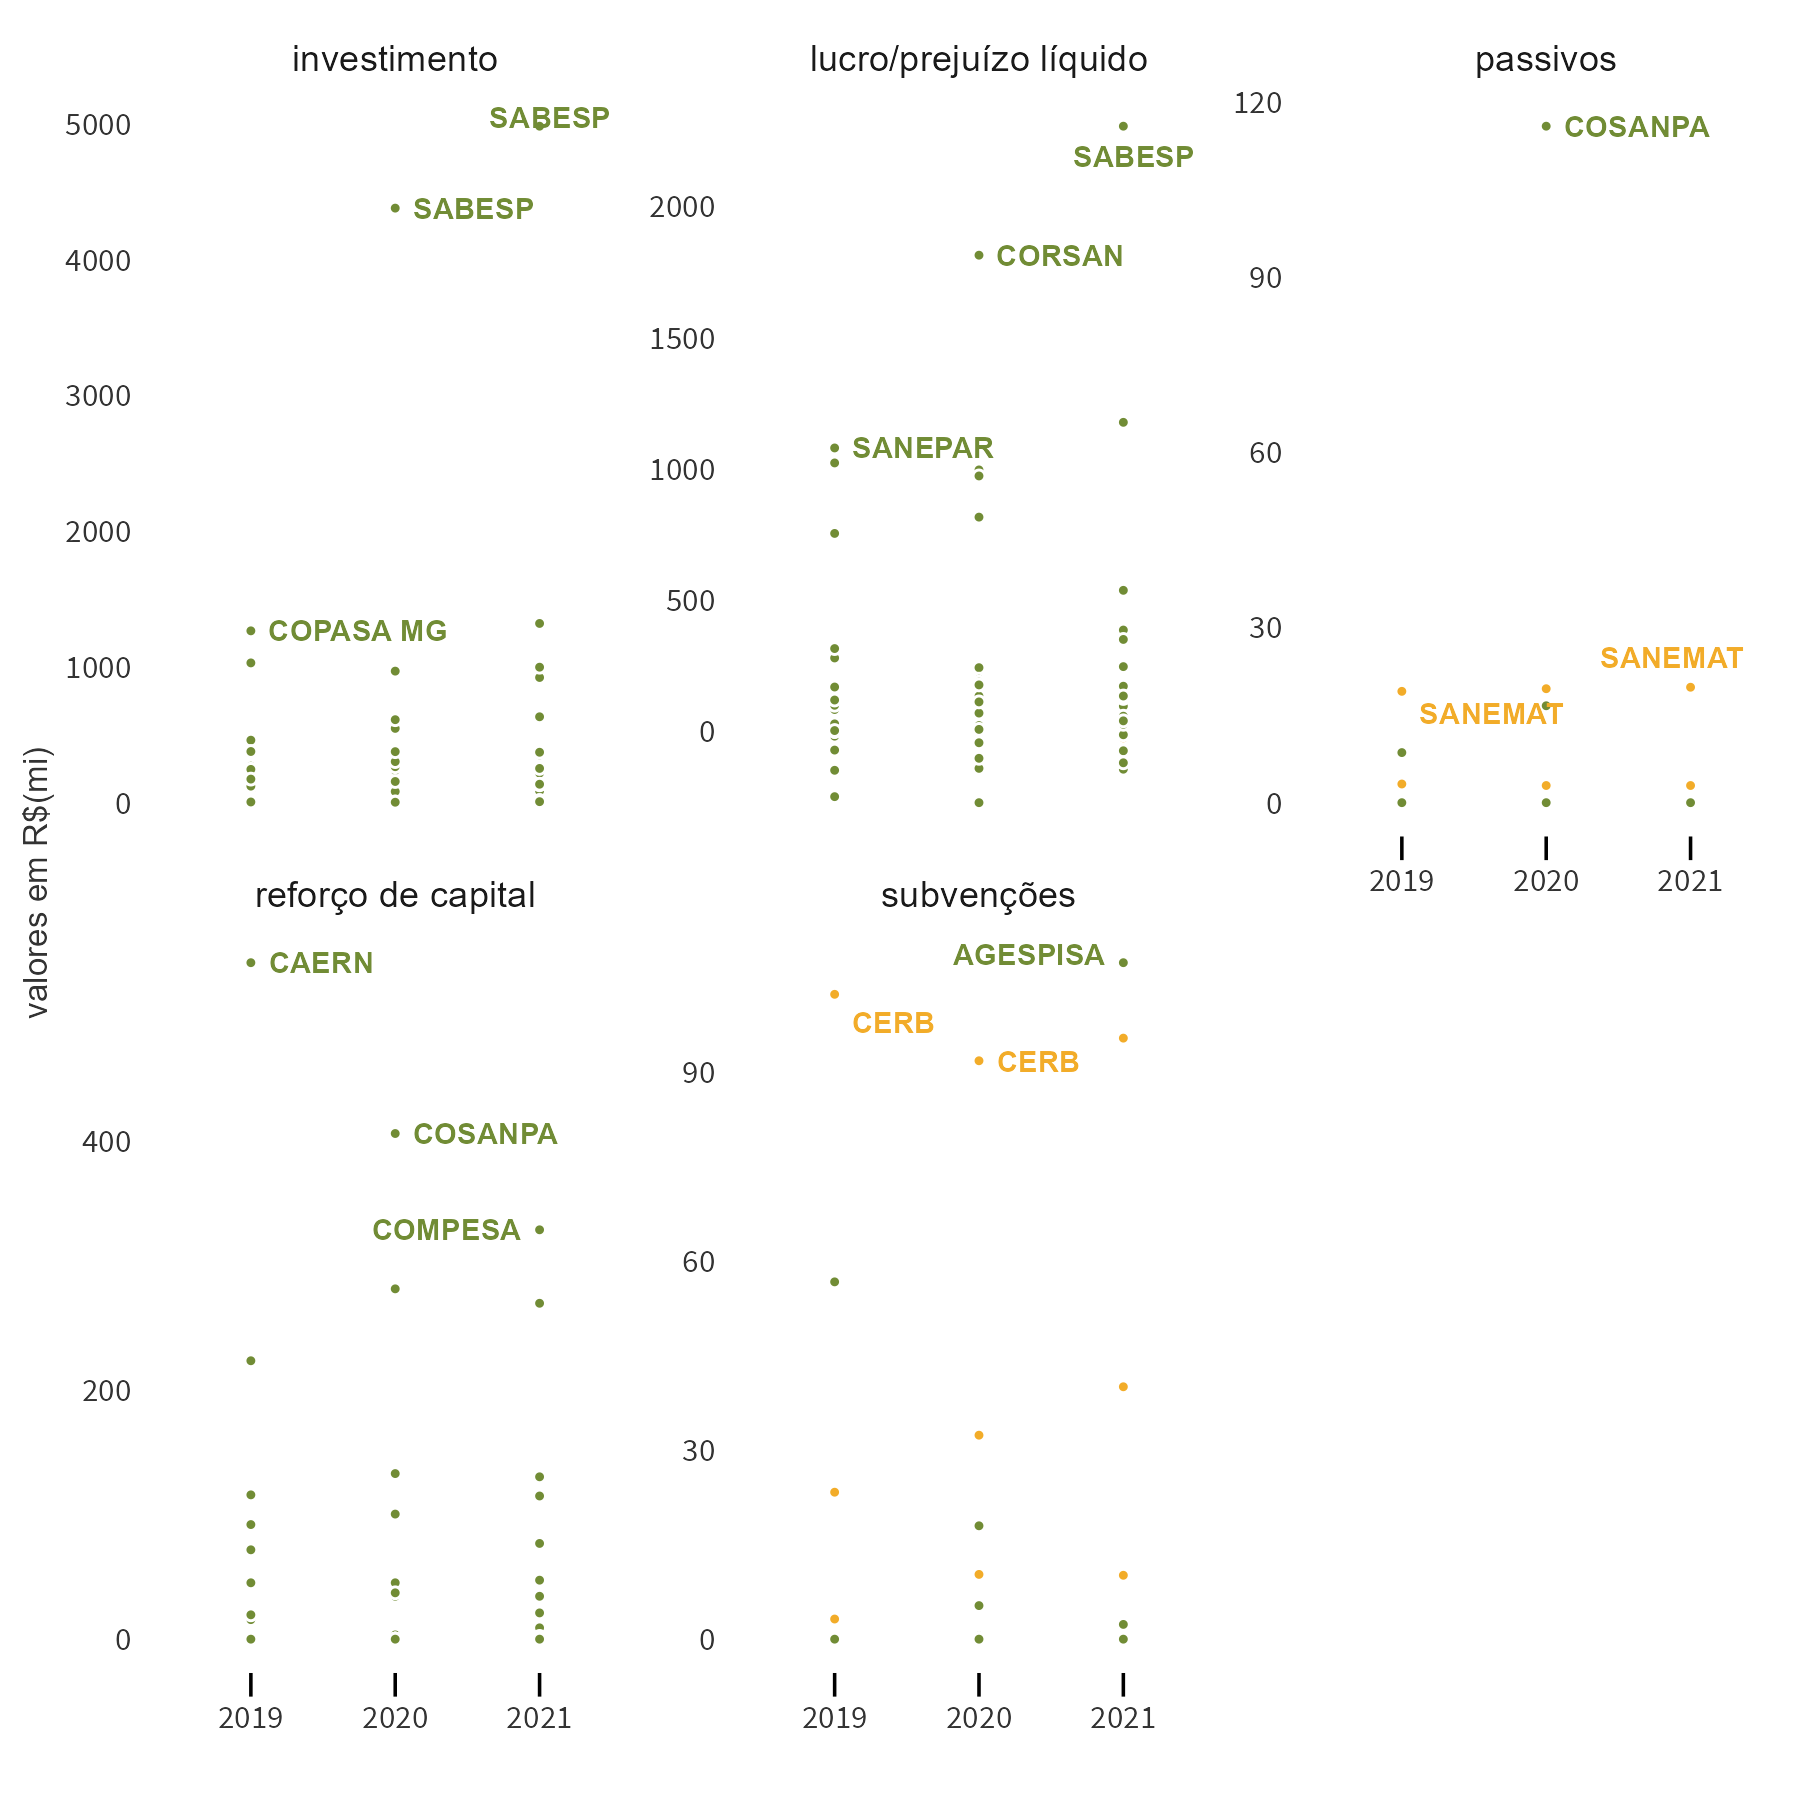 investimento
lucro/prejuízo líquido
passivos
5000
4000
3000
2000
1000
0
SABESP
SABESP
COPASA MG
2000
1500
1000
500
0
SABESP
CORSAN
SANEPAR
120
90
60
30
0
COSANPA
SANEMAT
SANEMAT
2019
2020
2021
valores em R$(mi)
reforço de capital
subvenções
400
200
0
CAERN
COSANPA
COMPESA
2019
2020
2021
90
60
30
0
AGESPISA
CERB
CERB
2019
2020
2021